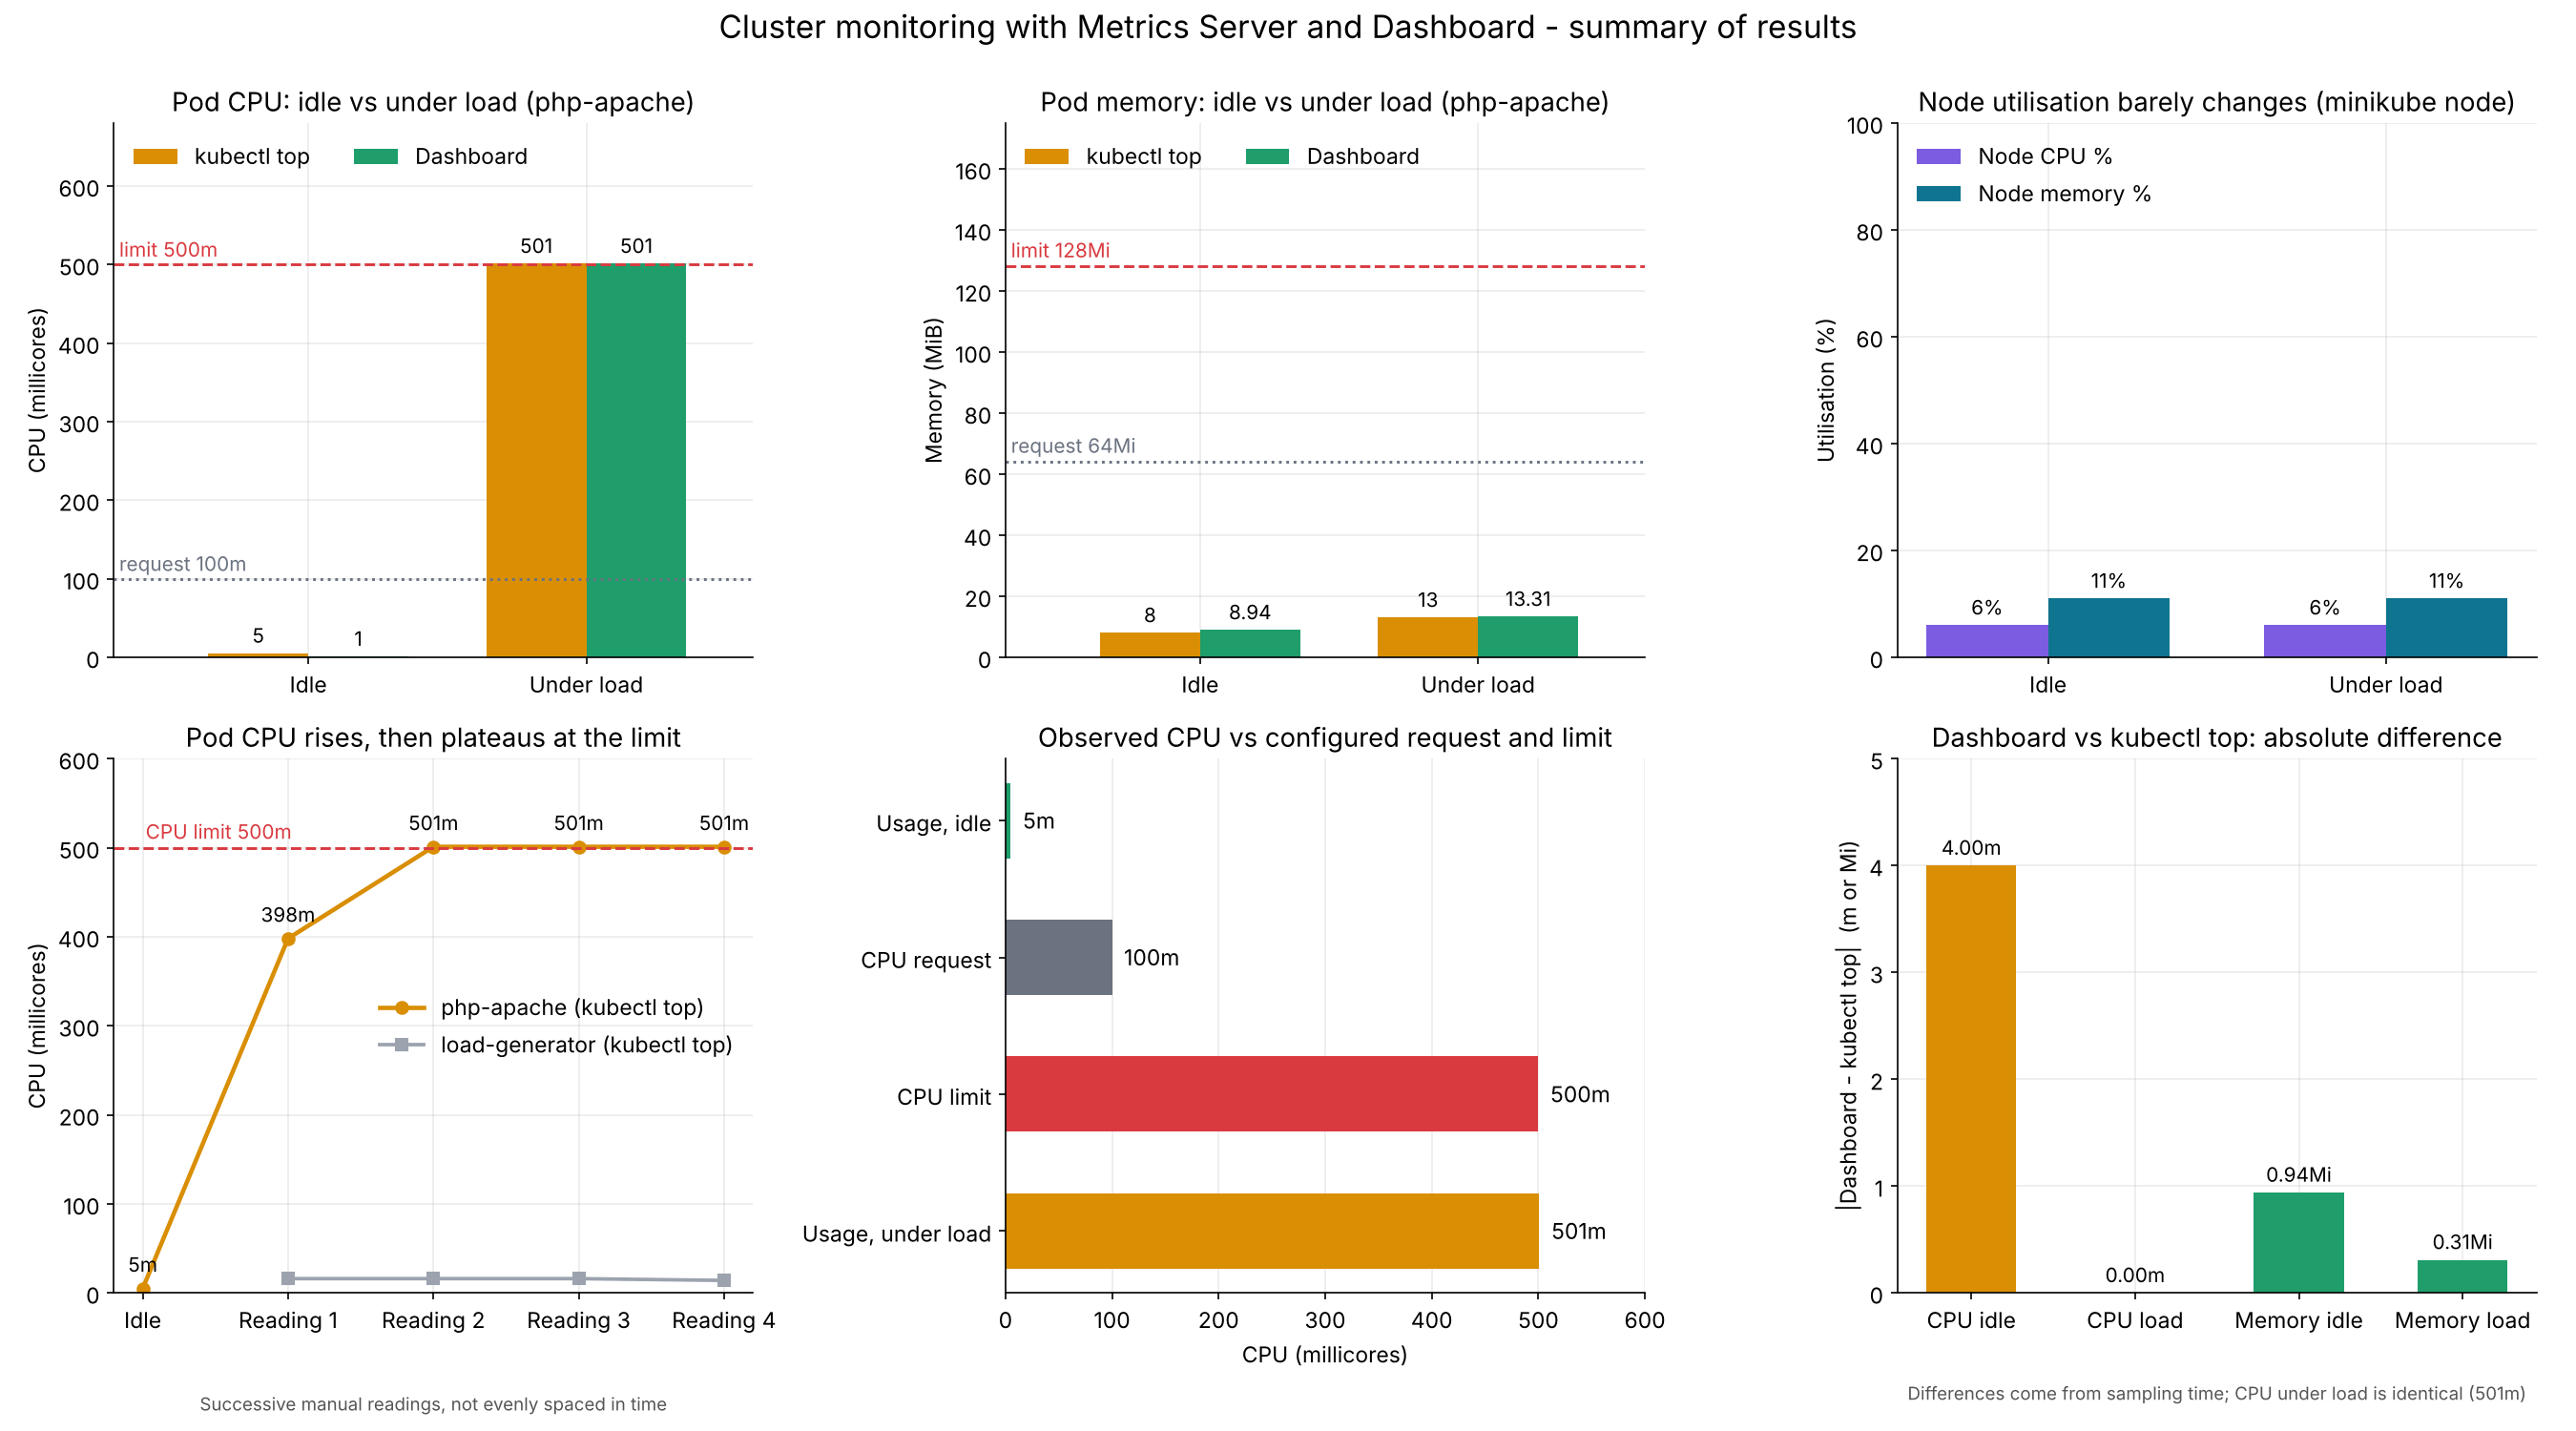 Cluster monitoring with Metrics Server and Dashboard - summary of results
Pod CPU: idle vs under load (php-apache)
kubectl top
Dashboard
CPU (millicores)
600
500
400
300
200
100
0
limit 500m
request 100m
5
1
501
501
Idle
Under load
Pod memory: idle vs under load (php-apache)
kubectl top
Dashboard
Memory (MiB)
160
140
120
100
80
60
40
20
0
limit 128Mi
request 64Mi
8
8.94
13
13.31
Idle
Under load
Node utilisation barely changes (minikube node)
Node CPU %
Node memory %
Utilisation (%)
100
80
60
40
20
0
6%
11%
6%
11%
Idle
Under load
Pod CPU rises, then plateaus at the limit
CPU (millicores)
600
500
400
300
200
100
0
CPU limit 500m
5m
398m
501m
501m
501m
php-apache (kubectl top)
load-generator (kubectl top)
Idle
Reading 1
Reading 2
Reading 3
Reading 4
Successive manual readings, not evenly spaced in time
Observed CPU vs configured request and limit
Usage, idle
5m
CPU request
100m
CPU limit
500m
Usage, under load
501m
0
100
200
300
400
500
600
CPU (millicores)
Dashboard vs kubectl top: absolute difference
|Dashboard - kubectl top| (m or Mi)
5
4
3
2
1
0
4.00m
0.00m
0.94Mi
0.31Mi
CPU idle
CPU load
Memory idle
Memory load
Differences come from sampling time; CPU under load is identical (501m)